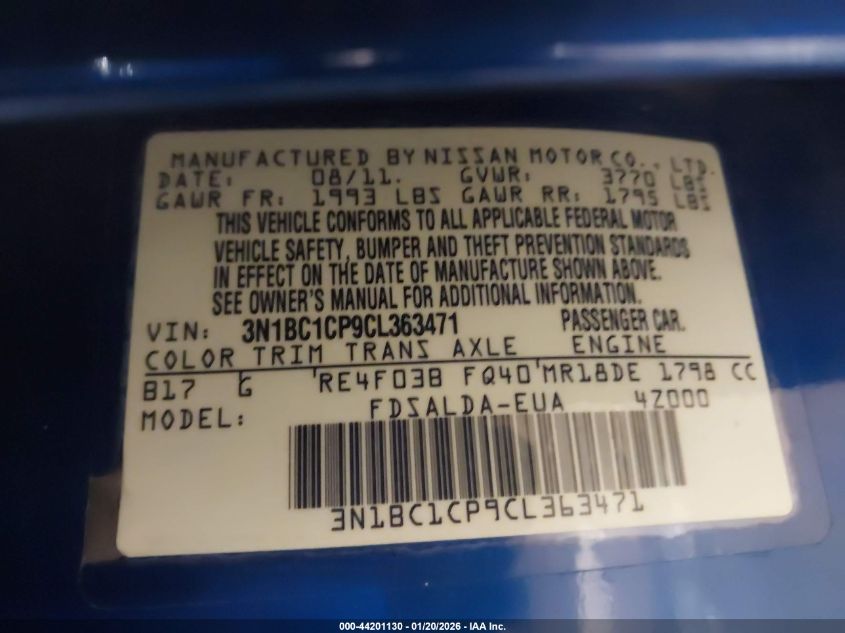 MANUFACTURED BY NISSAN MOTOR CO., LTD.
DATE: 08/11. GVWR: 3770 LBS
GAWR FR: 1993 LBS GAWR RR: 1795 LBS
THIS VEHICLE CONFORMS TO ALL APPLICABLE FEDERAL MOTOR
VEHICLE SAFETY, BUMPER AND THEFT PREVENTION STANDARDS
IN EFFECT ON THE DATE OF MANUFACTURE SHOWN ABOVE.
SEE OWNER'S MANUAL FOR ADDITIONAL INFORMATION.
VIN: 3N1BC1CP9CL363471 PASSENGER CAR.
COLOR TRIM TRANS AXLE ENGINE
B17 G RE4F03B FQ40 MR18DE 1798 CC
MODEL: FDSALDA-EUA 4Z000
3N1BC1CP9CL363471
000-44201130 - 01/20/2026 - IAA Inc.